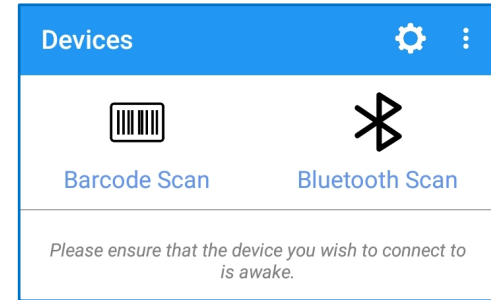 Devices
Barcode Scan
Bluetooth Scan
Please ensure that the device you wish to connect to
is awake.